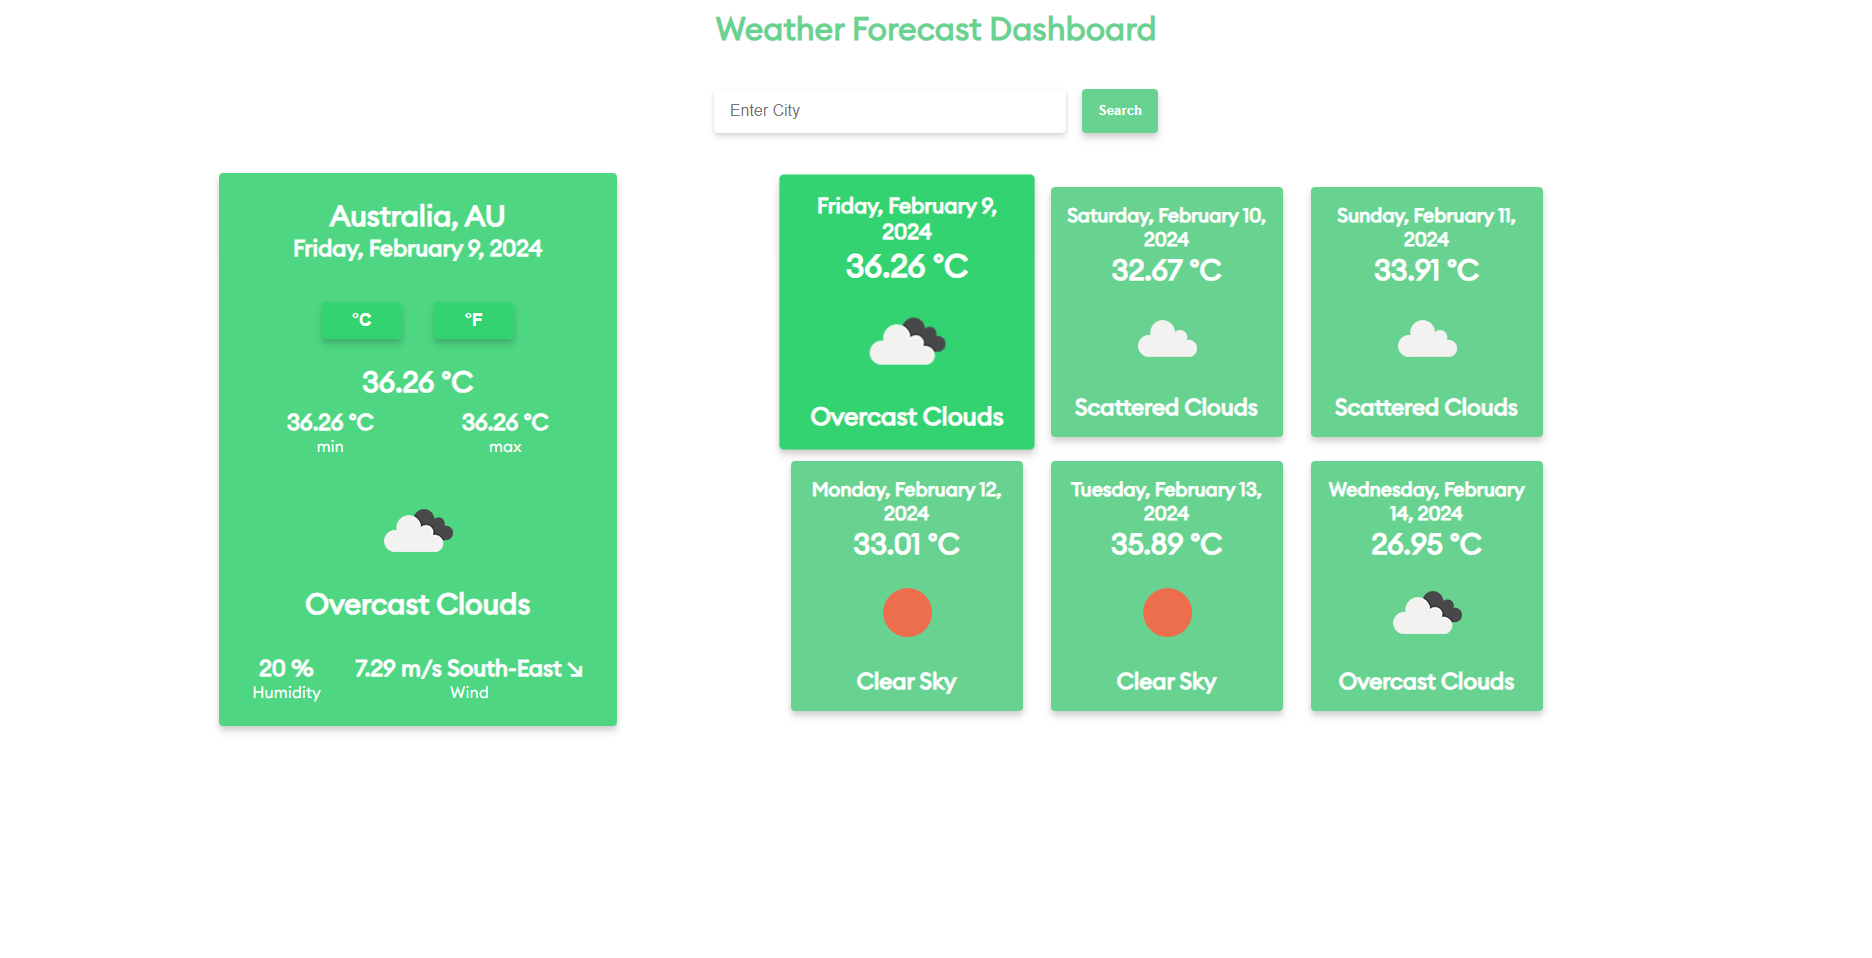 Weather Forecast Dashboard
Enter City
Search
Australia, AU
Friday, February 9, 2024
°C
°F
36.26 °C
36.26 °C
min
36.26 °C
max
Overcast Clouds
20 %
Humidity
7.29 m/s South-East ↘
Wind
Friday, February 9,
2024
36.26 °C
Overcast Clouds
Saturday, February 10,
2024
32.67 °C
Scattered Clouds
Sunday, February 11,
2024
33.91 °C
Scattered Clouds
Monday, February 12,
2024
33.01 °C
Clear Sky
Tuesday, February 13,
2024
35.89 °C
Clear Sky
Wednesday, February
14, 2024
26.95 °C
Overcast Clouds